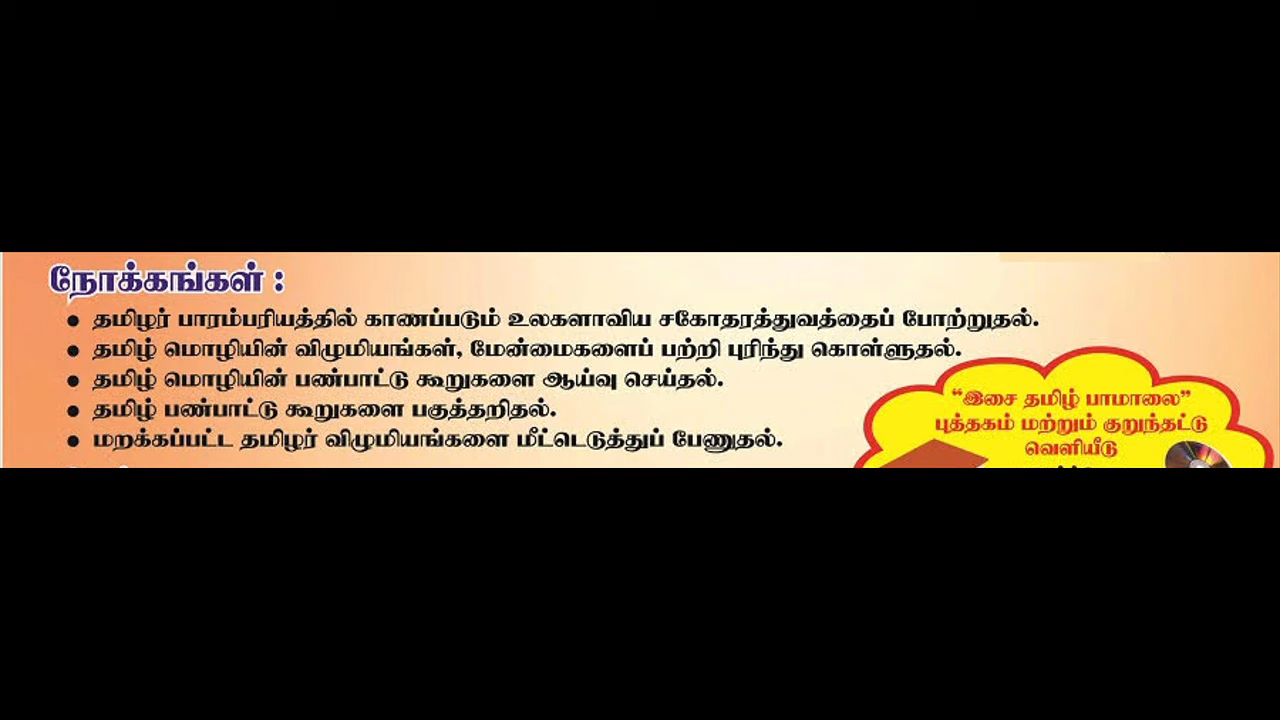 நோக்கங்கள் :
• தமிழர் பாரம்பரியத்தில் காணப்படும் உலகளாவிய சகோதரத்துவத்தைப் போற்றுதல்.
• தமிழ் மொழியின் விழுமியங்கள், மேன்மைகளைப் பற்றி புரிந்து கொள்ளுதல்.
• தமிழ் மொழியின் பண்பாட்டு கூறுகளை ஆய்வு செய்தல்.
• தமிழ் பண்பாட்டு கூறுகளை பகுத்தறிதல்.
• மறக்கப்பட்ட தமிழர் விழுமியங்களை மீட்டெடுத்துப் பேணுதல்.
“இசை தமிழ் பாமாலை”
புத்தகம் மற்றும் குறுந்தட்டு
வெளியீடு